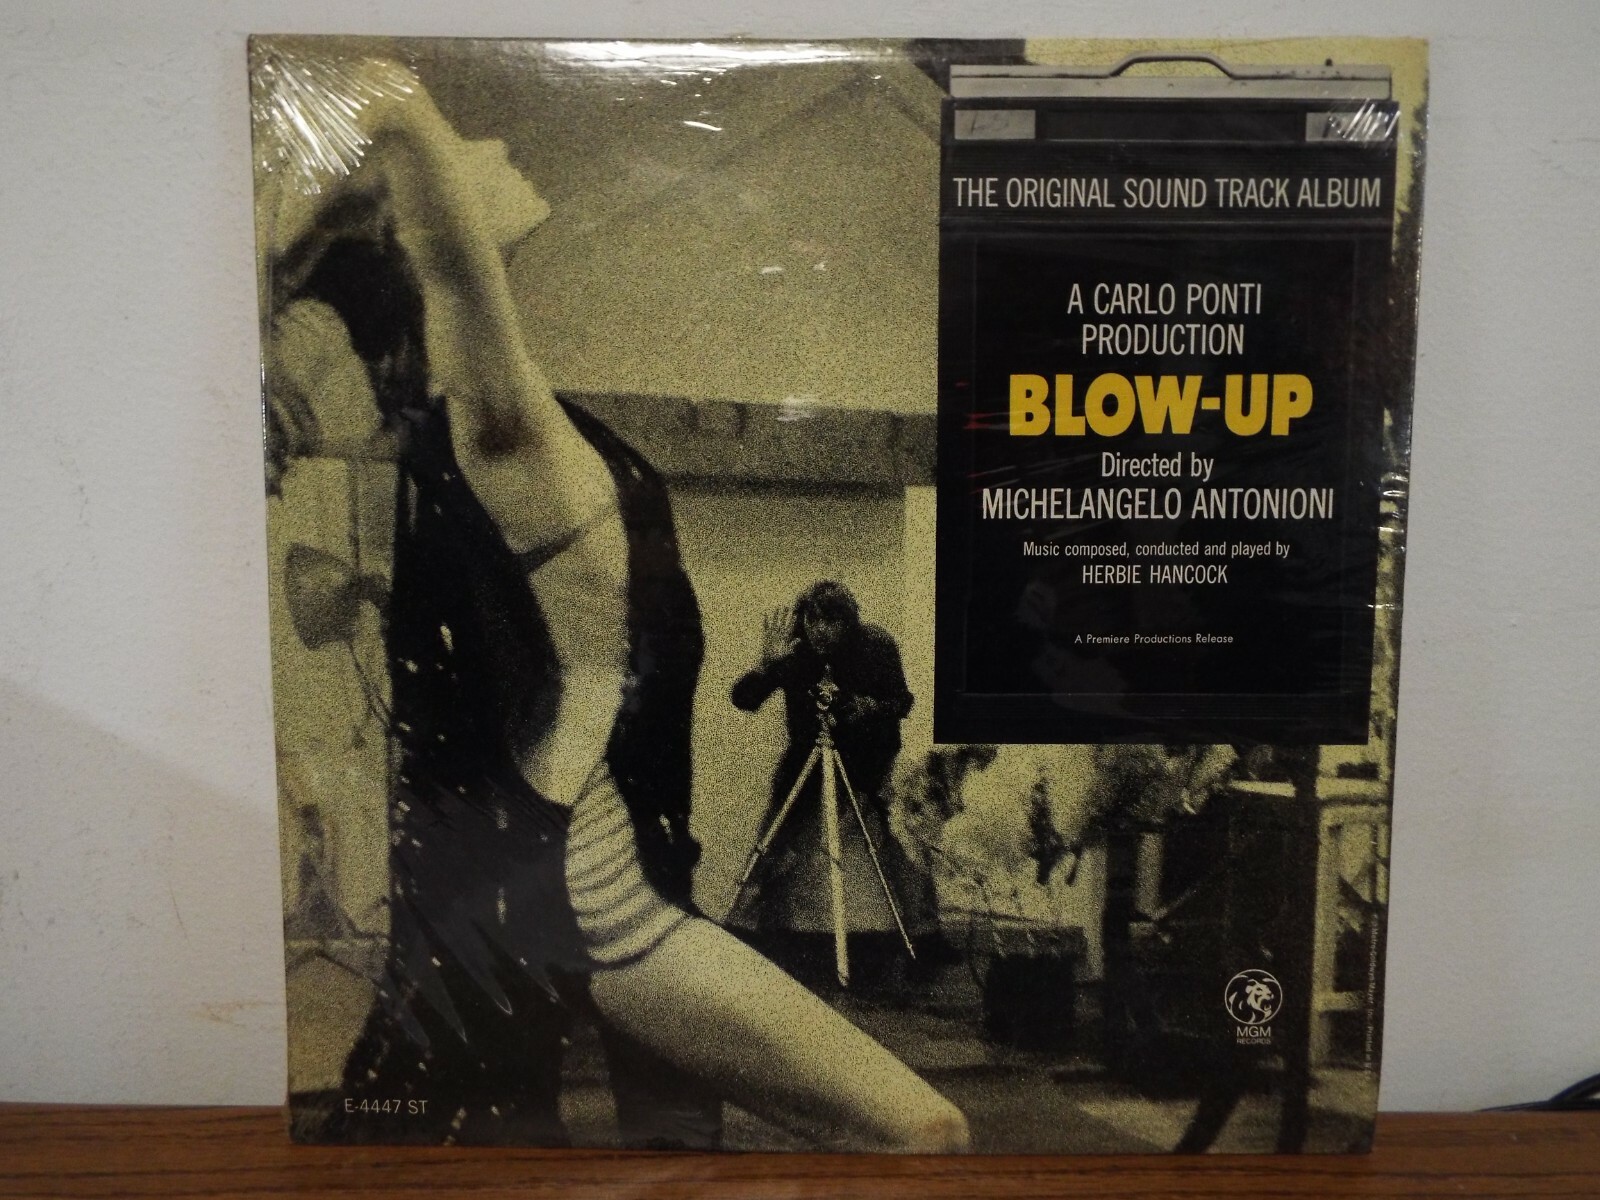 THE ORIGINAL SOUND TRACK ALBUM
A CARLO PONTI
PRODUCTION
BLOW-UP
Directed by
MICHELANGELO ANTONIONI
Music composed, conducted and played by
HERBIE HANCOCK
A Premiere Productions Release
MGM
RECORDS
E-4447 ST